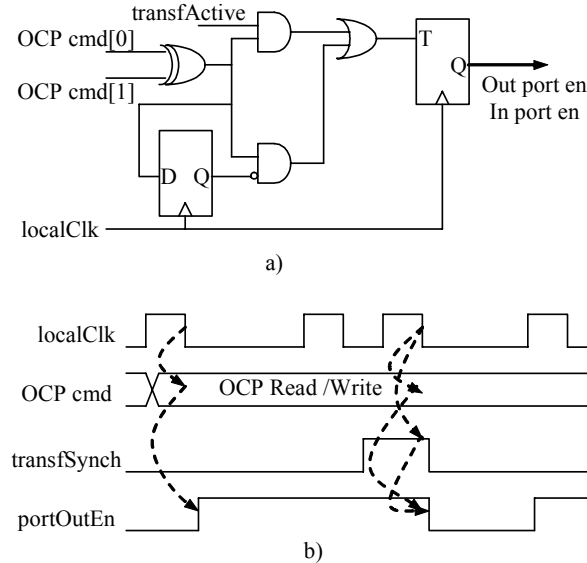 transfActive
OCP cmd[0]
OCP cmd[1]
T
Q
Out port en
In port en
D Q
localClk
a)
localClk
OCP cmd
OCP Read /Write
transfSynch
portOutEn
b)